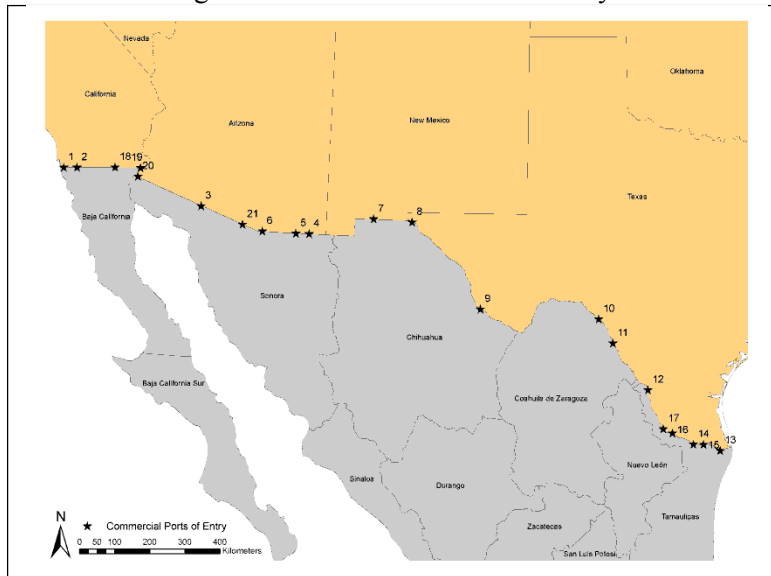 Nevada
Oklahoma
California
Arizona
New Mexico
1 2 18 19
20
Texas
3
Baja California
7 8
21 6 5 4
Sonora
9
10
Chihuahua
11
Baja California Sur
12
Coahuila de Zaragoza
17 16 14 15 13
Nuevo León
Sinaloa
Durango
Tamaulipas
N
Commercial Ports of Entry
Zacatecas
0 50 100 200 300 400
Kilometers
San Luis Potosí